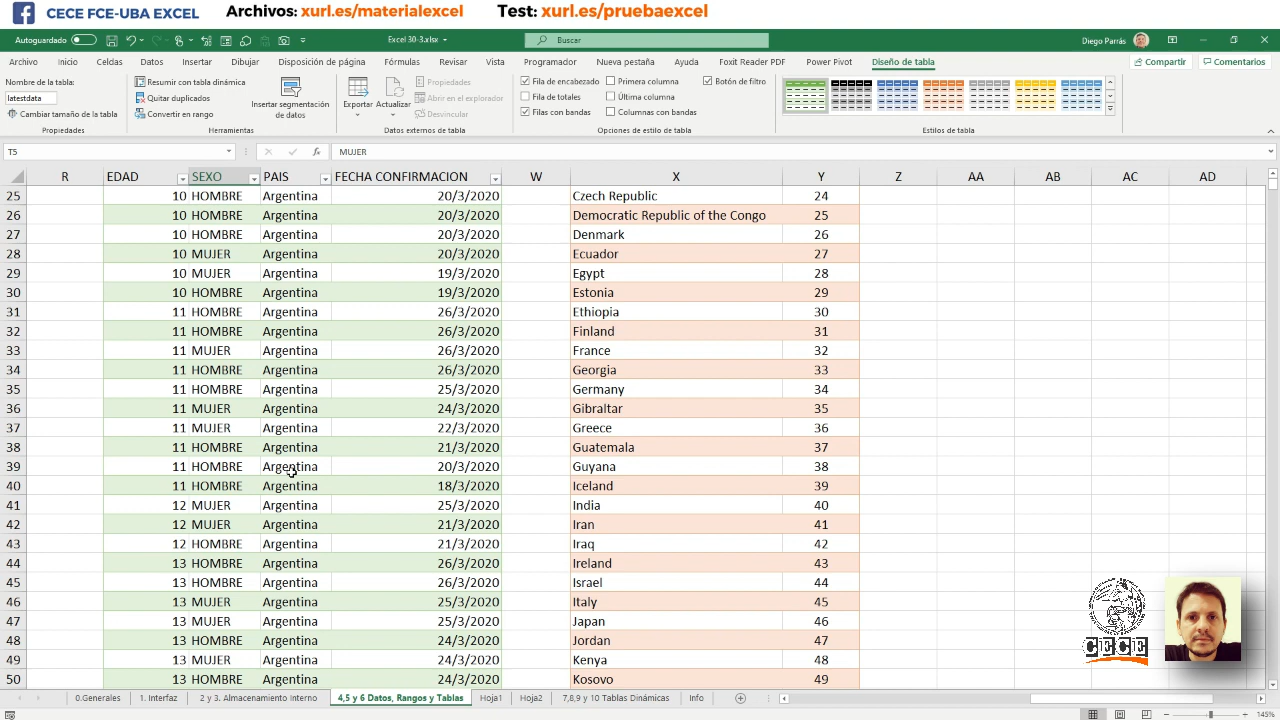 CECE FCE-UBA EXCEL Archivos: xurl.es/materialexcel Test: xurl.es/pruebaexcel
Autoguardado Excel 30-3.xlsx Buscar Diego Parrás
Archivo Inicio Celdas Datos Insertar Dibujar Disposición de página Fórmulas Revisar Vista Programador Nueva pestaña Ayuda Foxit Reader PDF Power Pivot Diseño de tabla Compartir Comentarios
Nombre de la tabla: Resumir con tabla dinámica Propiedades Fila de encabezado Primera columna Botón de filtro
latestdata Quitar duplicados Insertar segmentación de datos Exportar Actualizar Abrir en el explorador Fila de totales Última columna
Cambiar tamaño de la tabla Convertir en rango Desvincular Filas con bandas Columnas con bandas
Propiedades Herramientas Datos externos de tabla Opciones de estilo de tabla Estilos de tabla
T5 fx MUJER
R EDAD SEXO PAIS FECHA CONFIRMACION W X Y Z AA AB AC AD
25 10 HOMBRE Argentina 20/3/2020 Czech Republic 24
26 10 HOMBRE Argentina 20/3/2020 Democratic Republic of the Congo 25
27 10 HOMBRE Argentina 20/3/2020 Denmark 26
28 10 MUJER Argentina 20/3/2020 Ecuador 27
29 10 MUJER Argentina 19/3/2020 Egypt 28
30 10 HOMBRE Argentina 19/3/2020 Estonia 29
31 11 HOMBRE Argentina 26/3/2020 Ethiopia 30
32 11 HOMBRE Argentina 26/3/2020 Finland 31
33 11 MUJER Argentina 26/3/2020 France 32
34 11 HOMBRE Argentina 26/3/2020 Georgia 33
35 11 HOMBRE Argentina 25/3/2020 Germany 34
36 11 MUJER Argentina 24/3/2020 Gibraltar 35
37 11 MUJER Argentina 22/3/2020 Greece 36
38 11 HOMBRE Argentina 21/3/2020 Guatemala 37
39 11 HOMBRE Argentina 20/3/2020 Guyana 38
40 11 HOMBRE Argentina 18/3/2020 Iceland 39
41 12 MUJER Argentina 25/3/2020 India 40
42 12 MUJER Argentina 21/3/2020 Iran 41
43 12 HOMBRE Argentina 21/3/2020 Iraq 42
44 13 HOMBRE Argentina 26/3/2020 Ireland 43
45 13 HOMBRE Argentina 26/3/2020 Israel 44
46 13 MUJER Argentina 25/3/2020 Italy 45
47 13 MUJER Argentina 25/3/2020 Japan 46
48 13 HOMBRE Argentina 24/3/2020 Jordan 47
49 13 MUJER Argentina 24/3/2020 Kenya 48
50 13 HOMBRE Argentina 24/3/2020 Kosovo 49
CECE
0.Generales 1. Interfaz 2 y 3. Almacenamiento Interno 4,5 y 6 Datos, Rangos y Tablas Hoja1 Hoja2 7,8,9 y 10 Tablas Dinámicas Info
145%